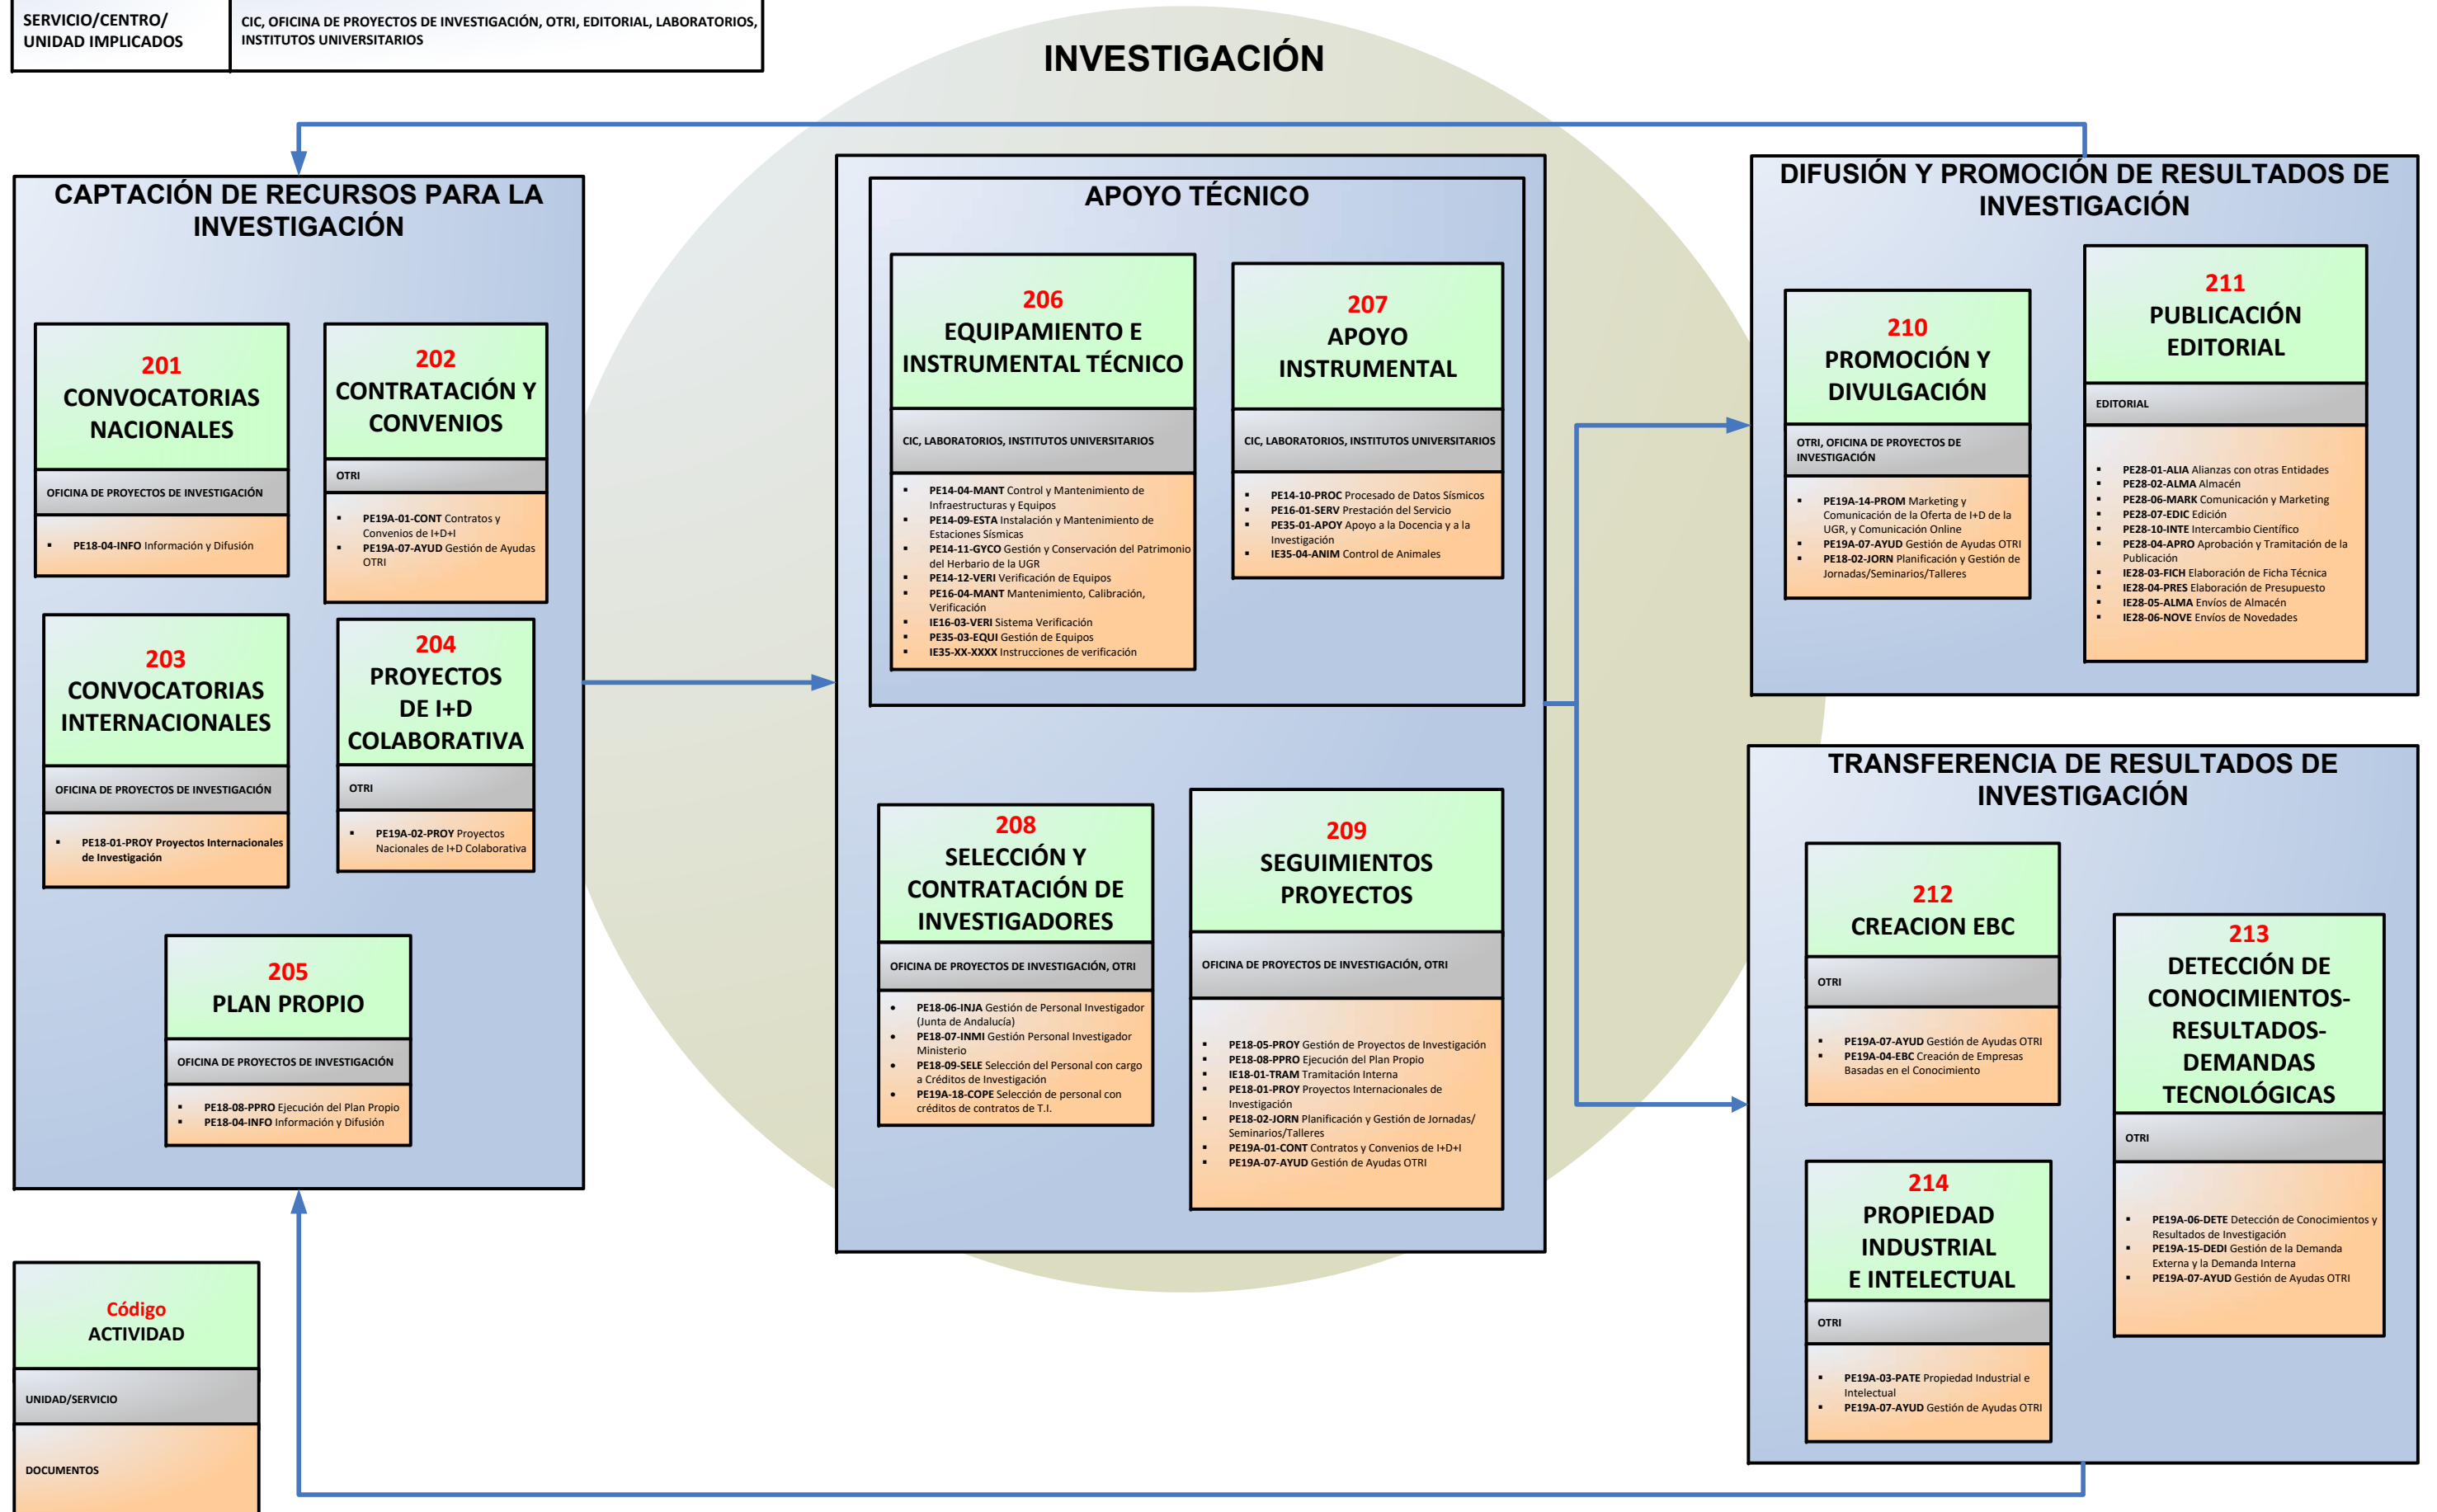 SERVICIO/CENTRO/
UNIDAD IMPLICADOS
CIC, OFICINA DE PROYECTOS DE INVESTIGACIÓN, OTRI, EDITORIAL, LABORATORIOS,
INSTITUTOS UNIVERSITARIOS
INVESTIGACIÓN
CAPTACIÓN DE RECURSOS PARA LA
INVESTIGACIÓN
201
CONVOCATORIAS
NACIONALES
OFICINA DE PROYECTOS DE INVESTIGACIÓN
▪ PE18-04-INFO Información y Difusión
202
CONTRATACIÓN Y
CONVENIOS
OTRI
▪ PE19A-01-CONT Contratos y
Convenios de I+D+I
▪ PE19A-07-AYUD Gestión de Ayudas
OTRI
203
CONVOCATORIAS
INTERNACIONALES
OFICINA DE PROYECTOS DE INVESTIGACIÓN
▪ PE18-01-PROY Proyectos Internacionales
de Investigación
204
PROYECTOS
DE I+D
COLABORATIVA
OTRI
▪ PE19A-02-PROY Proyectos
Nacionales de I+D Colaborativa
205
PLAN PROPIO
OFICINA DE PROYECTOS DE INVESTIGACIÓN
▪ PE18-08-PPRO Ejecución del Plan Propio
▪ PE18-04-INFO Información y Difusión
APOYO TÉCNICO
206
EQUIPAMIENTO E
INSTRUMENTAL TÉCNICO
CIC, LABORATORIOS, INSTITUTOS UNIVERSITARIOS
▪ PE14-04-MANT Control y Mantenimiento de
Infraestructuras y Equipos
▪ PE14-09-ESTA Instalación y Mantenimiento de
Estaciones Sísmicas
▪ PE14-11-GYCO Gestión y Conservación del Patrimonio
del Herbario de la UGR
▪ PE14-12-VERI Verificación de Equipos
▪ PE16-04-MANT Mantenimiento, Calibración,
Verificación
▪ IE16-03-VERI Sistema Verificación
▪ PE35-03-EQUI Gestión de Equipos
▪ IE35-XX-XXXX Instrucciones de verificación
207
APOYO
INSTRUMENTAL
CIC, LABORATORIOS, INSTITUTOS UNIVERSITARIOS
▪ PE14-10-PROC Procesado de Datos Sísmicos
▪ PE16-01-SERV Prestación del Servicio
▪ PE35-01-APOY Apoyo a la Docencia y a la
Investigación
▪ IE35-04-ANIM Control de Animales
208
SELECCIÓN Y
CONTRATACIÓN DE
INVESTIGADORES
OFICINA DE PROYECTOS DE INVESTIGACIÓN, OTRI
• PE18-06-INJA Gestión de Personal Investigador
(Junta de Andalucía)
• PE18-07-INMI Gestión Personal Investigador
Ministerio
• PE18-09-SELE Selección del Personal con cargo
a Créditos de Investigación
• PE19A-18-COPE Selección de personal con
créditos de contratos de T.I.
209
SEGUIMIENTOS
PROYECTOS
OFICINA DE PROYECTOS DE INVESTIGACIÓN, OTRI
▪ PE18-05-PROY Gestión de Proyectos de Investigación
▪ PE18-08-PPRO Ejecución del Plan Propio
▪ IE18-01-TRAM Tramitación Interna
▪ PE18-01-PROY Proyectos Internacionales de
Investigación
▪ PE18-02-JORN Planificación y Gestión de Jornadas/
Seminarios/Talleres
▪ PE19A-01-CONT Contratos y Convenios de I+D+I
▪ PE19A-07-AYUD Gestión de Ayudas OTRI
DIFUSIÓN Y PROMOCIÓN DE RESULTADOS DE
INVESTIGACIÓN
210
PROMOCIÓN Y
DIVULGACIÓN
OTRI, OFICINA DE PROYECTOS DE
INVESTIGACIÓN
▪ PE19A-14-PROM Marketing y
Comunicación de la Oferta de I+D de la
UGR, y Comunicación Online
▪ PE19A-07-AYUD Gestión de Ayudas OTRI
▪ PE18-02-JORN Planificación y Gestión de
Jornadas/Seminarios/Talleres
211
PUBLICACIÓN
EDITORIAL
EDITORIAL
▪ PE28-01-ALIA Alianzas con otras Entidades
▪ PE28-02-ALMA Almacén
▪ PE28-06-MARK Comunicación y Marketing
▪ PE28-07-EDIC Edición
▪ PE28-10-INTE Intercambio Científico
▪ PE28-04-APRO Aprobación y Tramitación de la
Publicación
▪ IE28-03-FICH Elaboración de Ficha Técnica
▪ IE28-04-PRES Elaboración de Presupuesto
▪ IE28-05-ALMA Envíos de Almacén
▪ IE28-06-NOVE Envíos de Novedades
TRANSFERENCIA DE RESULTADOS DE
INVESTIGACIÓN
212
CREACION EBC
OTRI
▪ PE19A-07-AYUD Gestión de Ayudas OTRI
▪ PE19A-04-EBC Creación de Empresas
Basadas en el Conocimiento
213
DETECCIÓN DE
CONOCIMIENTOS-
RESULTADOS-
DEMANDAS
TECNOLÓGICAS
OTRI
▪ PE19A-06-DETE Detección de Conocimientos y
Resultados de Investigación
▪ PE19A-15-DEDI Gestión de la Demanda
Externa y la Demanda Interna
▪ PE19A-07-AYUD Gestión de Ayudas OTRI
214
PROPIEDAD
INDUSTRIAL
E INTELECTUAL
OTRI
▪ PE19A-03-PATE Propiedad Industrial e
Intelectual
▪ PE19A-07-AYUD Gestión de Ayudas OTRI
Código
ACTIVIDAD
UNIDAD/SERVICIO
DOCUMENTOS